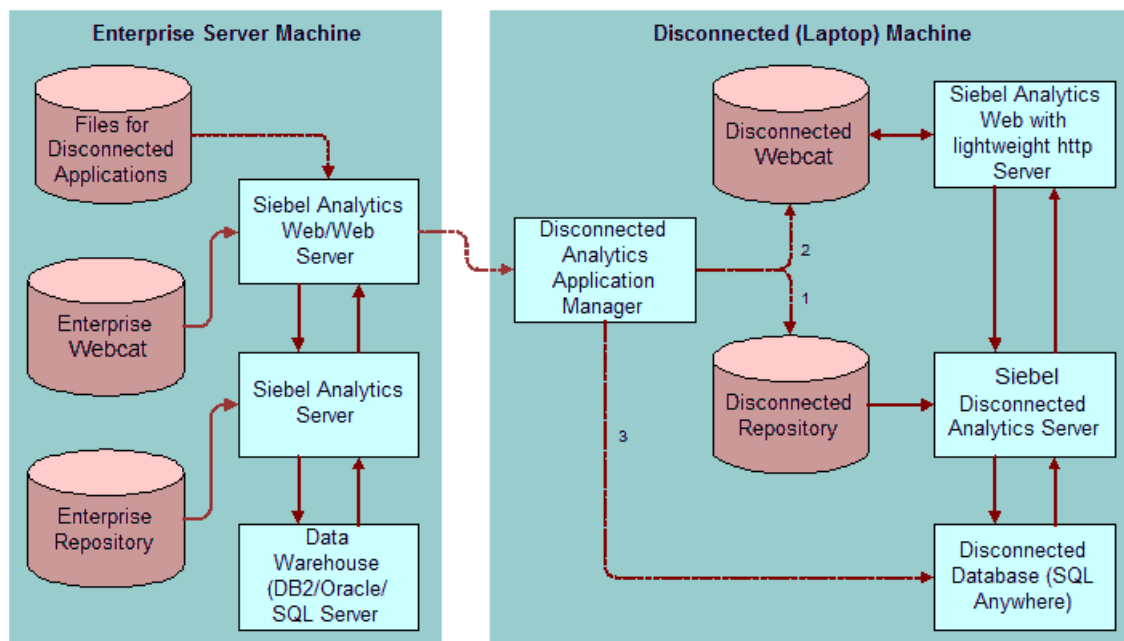 Enterprise Server Machine
Files for
Disconnected
Applications
Siebel Analytics
Web/Web
Server
Enterprise
Webcat
Siebel Analytics
Server
Enterprise
Repository
Data
Warehouse
(DB2/Oracle/
SQL Server
Disconnected (Laptop) Machine
Disconnected
Webcat
Siebel Analytics
Web with
lightweight http
Server
Disconnected
Analytics
Application
Manager
2
1
3
Disconnected
Repository
Siebel
Disconnected
Analytics Server
Disconnected
Database (SQL
Anywhere)